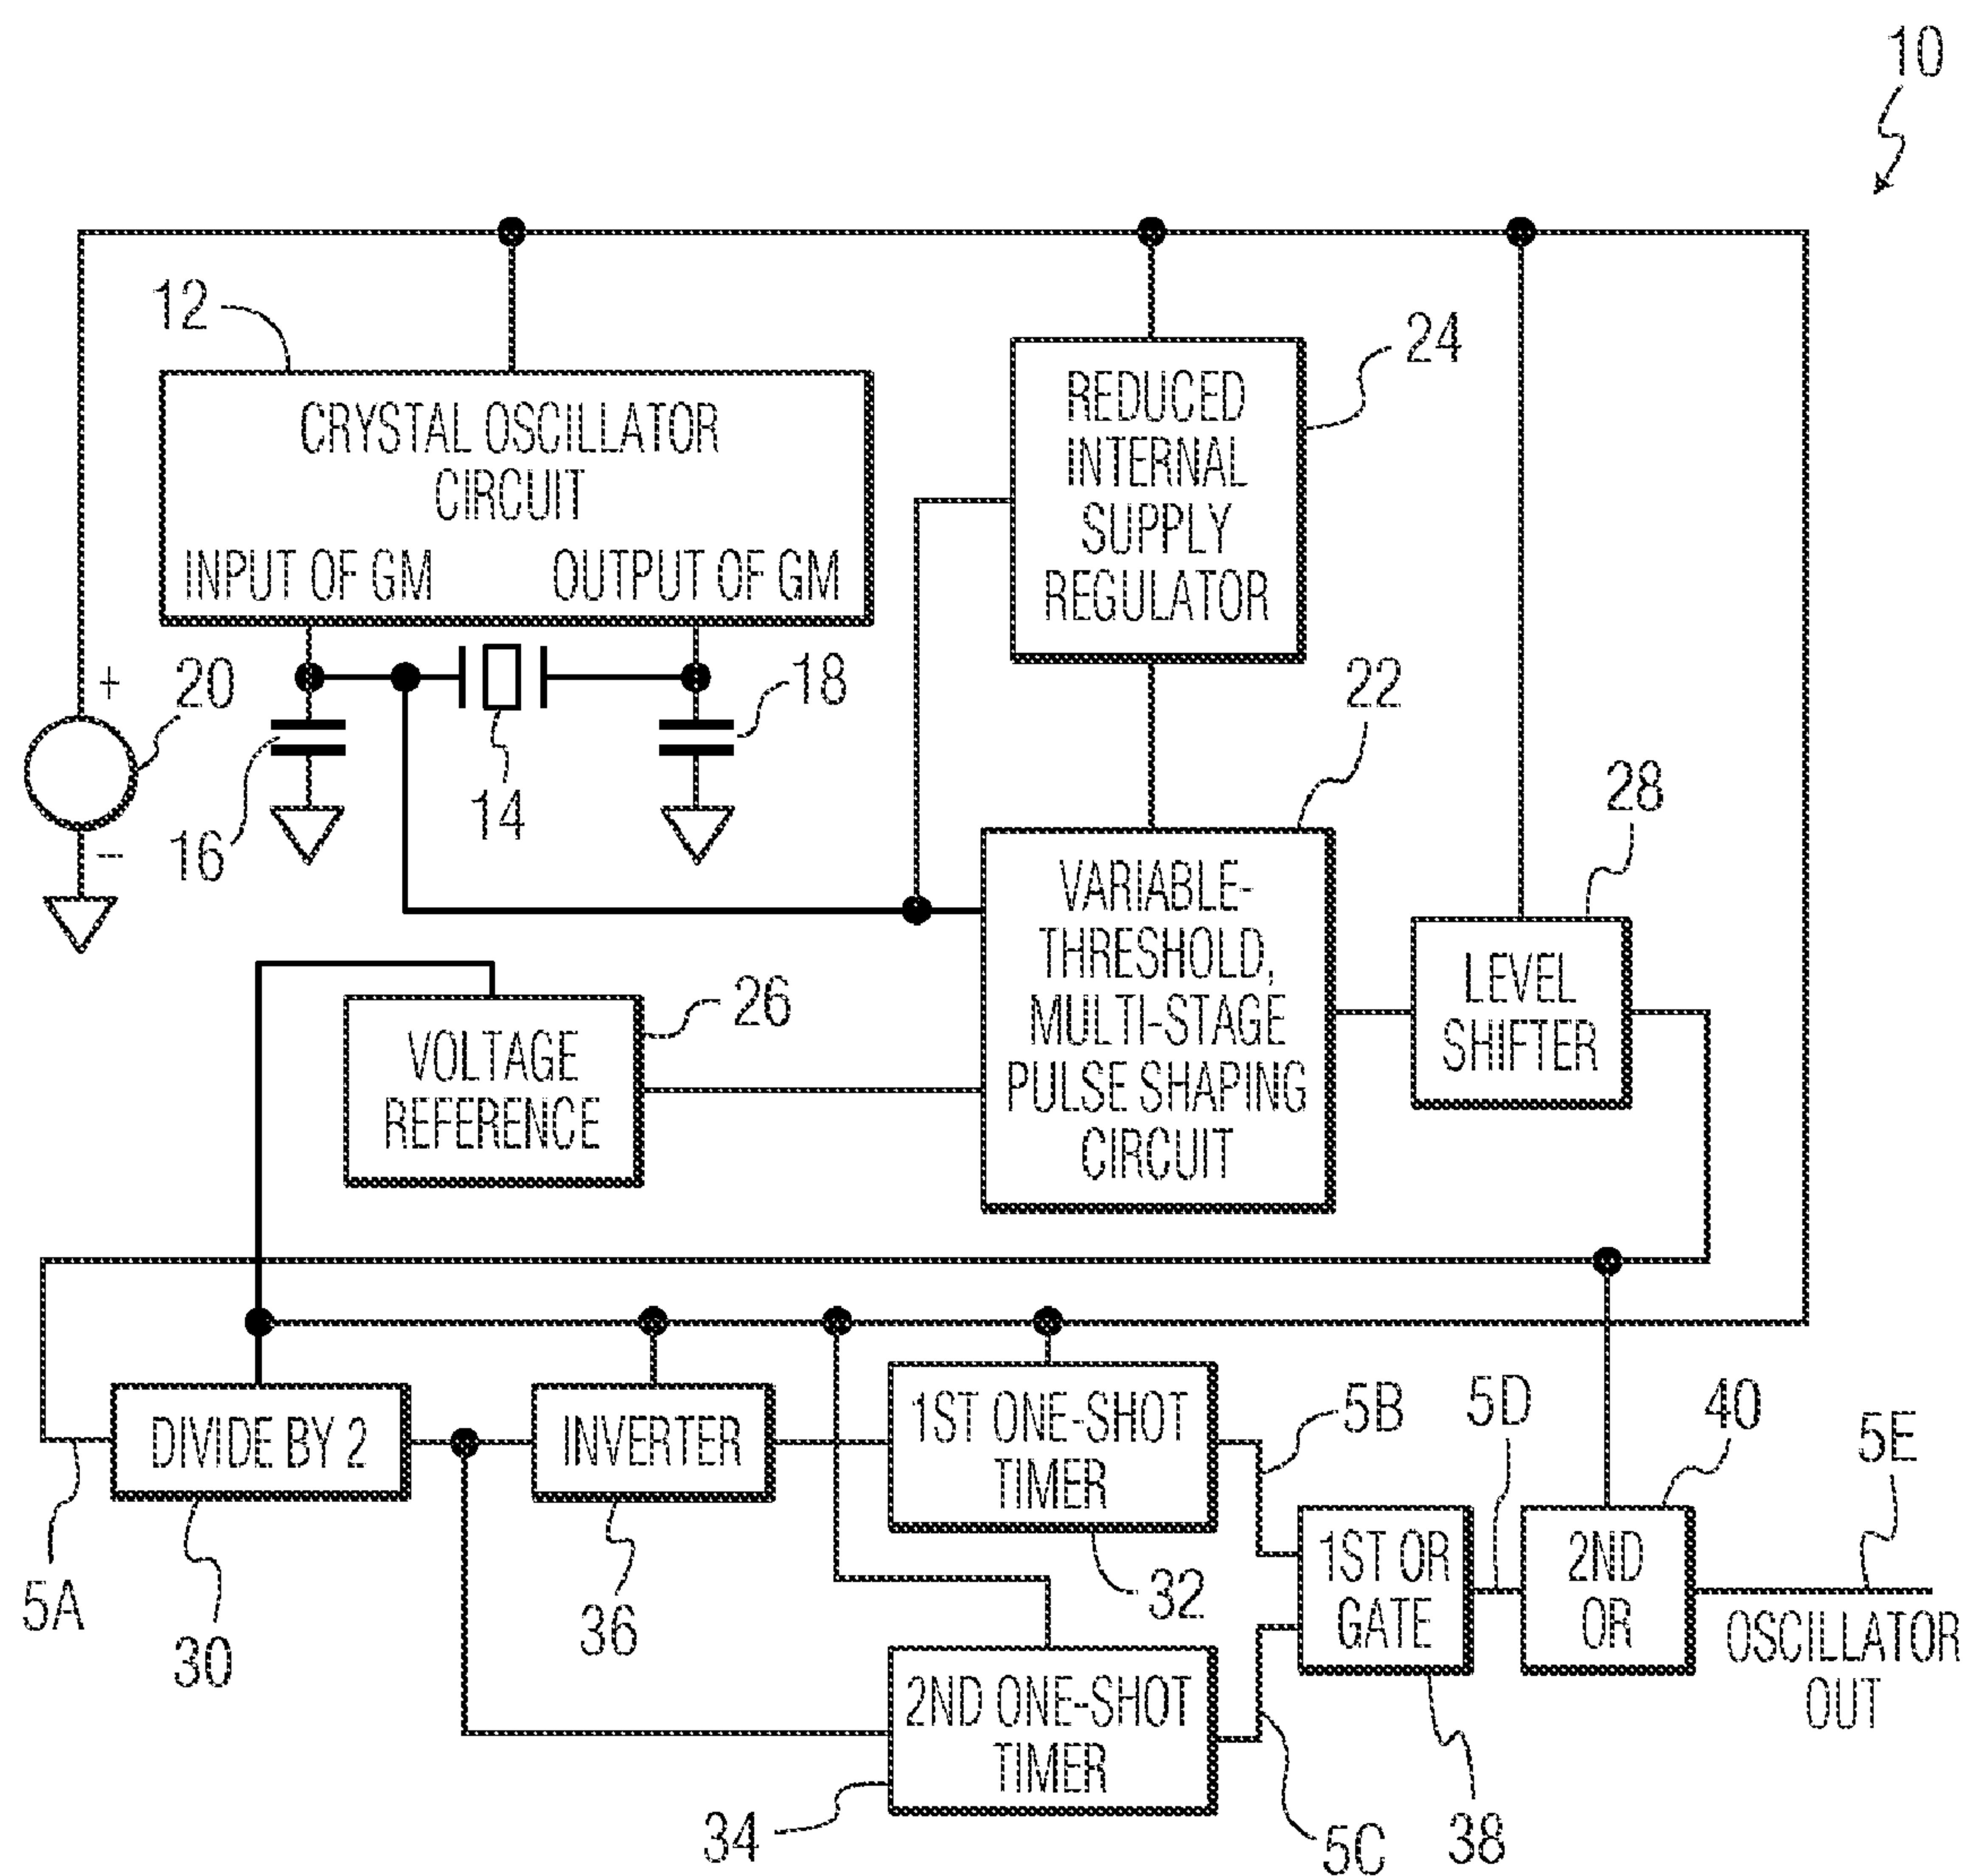 10
12
CRYSTAL OSCILLATOR
CIRCUIT
INPUT OF GM
OUTPUT OF GM
24
REDUCED
INTERNAL
SUPPLY
REGULATOR
+
20
--
16
14
18
22
28
VARIABLE-
THRESHOLD,
MULTI-STAGE
PULSE SHAPING
CIRCUIT
LEVEL
SHIFTER
26
VOLTAGE
REFERENCE
DIVIDE BY 2
INVERTER
1ST ONE-SHOT
TIMER
5B
5D
40
5E
5A
30
36
32
1ST OR
GATE
2ND
OR
OSCILLATOR
OUT
2ND ONE-SHOT
TIMER
34
5C
38